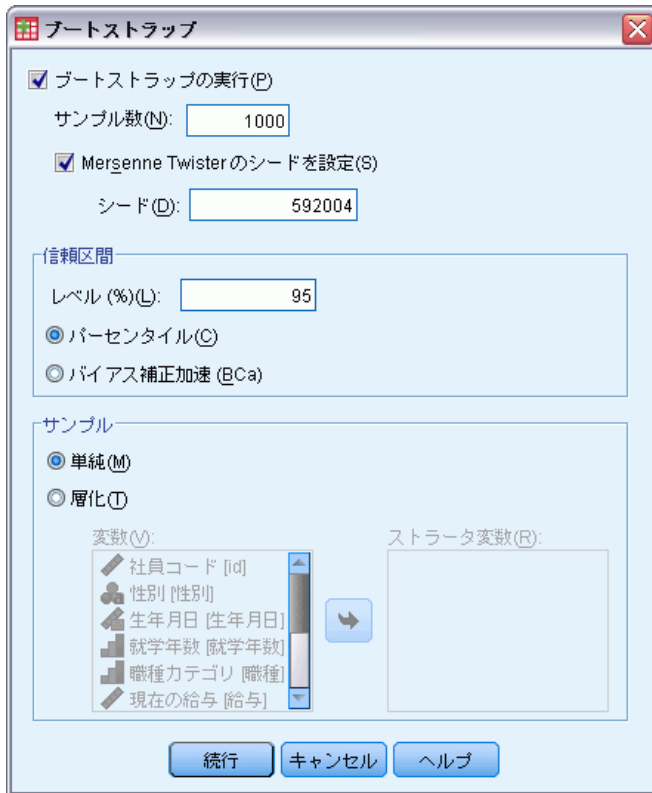 ブートストラップ
ブートストラップの実行(P)
サンプル数(N): 1000
Mersenne Twisterのシードを設定(S)
シード(D): 592004
信頼区間
レベル (%)(L): 95
パーセンタイル(C)
バイアス補正加速 (BCa)
サンプル
単純(M)
層化(T)
変数(V):
社員コード [id]
性別 [性別]
生年月日 [生年月日]
就学年数 [就学年数]
職種カテゴリ [職種]
現在の給与 [給与]
ストラータ変数(R):
続行
キャンセル
ヘルプ